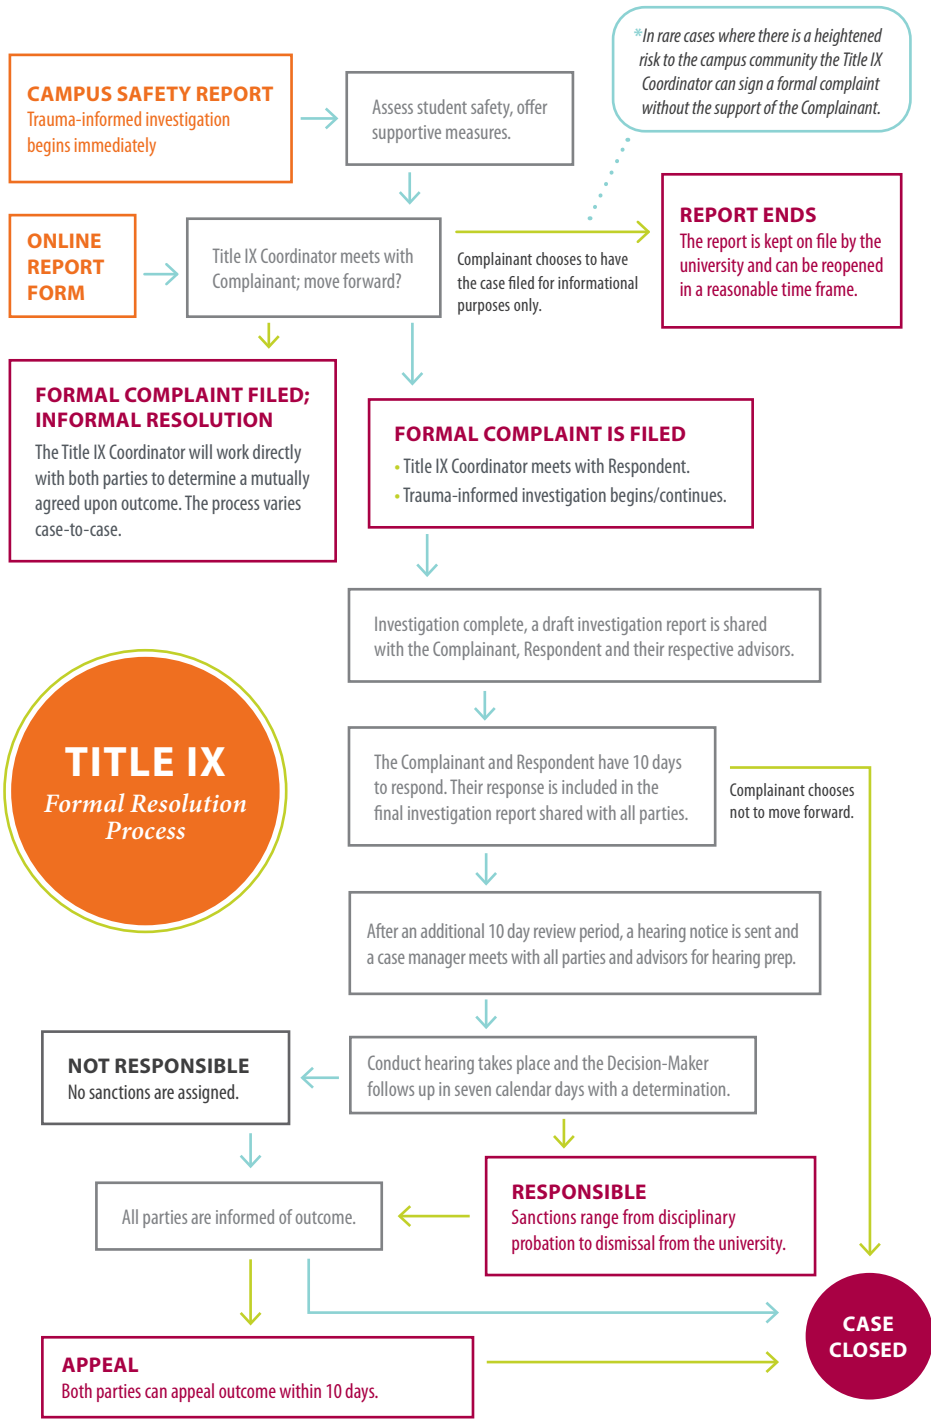 *In rare cases where there is a heightened
risk to the campus community the Title IX
Coordinator can sign a formal complaint
without the support of the Complainant.
CAMPUS SAFETY REPORT
Trauma-informed investigation
begins immediately
Assess student safety, offer
supportive measures.
ONLINE
REPORT
FORM
Title IX Coordinator meets with
Complainant; move forward?
Complainant chooses to have
the case filed for informational
purposes only.
REPORT ENDS
The report is kept on file by the
university and can be reopened
in a reasonable time frame.
FORMAL COMPLAINT FILED;
INFORMAL RESOLUTION
The Title IX Coordinator will work directly
with both parties to determine a mutually
agreed upon outcome. The process varies
case-to-case.
FORMAL COMPLAINT IS FILED
• Title IX Coordinator meets with Respondent.
• Trauma-informed investigation begins/continues.
Investigation complete, a draft investigation report is shared
with the Complainant, Respondent and their respective advisors.
TITLE IX
Formal Resolution
Process
The Complainant and Respondent have 10 days
to respond. Their response is included in the
final investigation report shared with all parties.
Complainant chooses
not to move forward.
After an additional 10 day review period, a hearing notice is sent and
a case manager meets with all parties and advisors for hearing prep.
Conduct hearing takes place and the Decision-Maker
follows up in seven calendar days with a determination.
NOT RESPONSIBLE
No sanctions are assigned.
RESPONSIBLE
Sanctions range from disciplinary
probation to dismissal from the university.
All parties are informed of outcome.
APPEAL
Both parties can appeal outcome within 10 days.
CASE
CLOSED